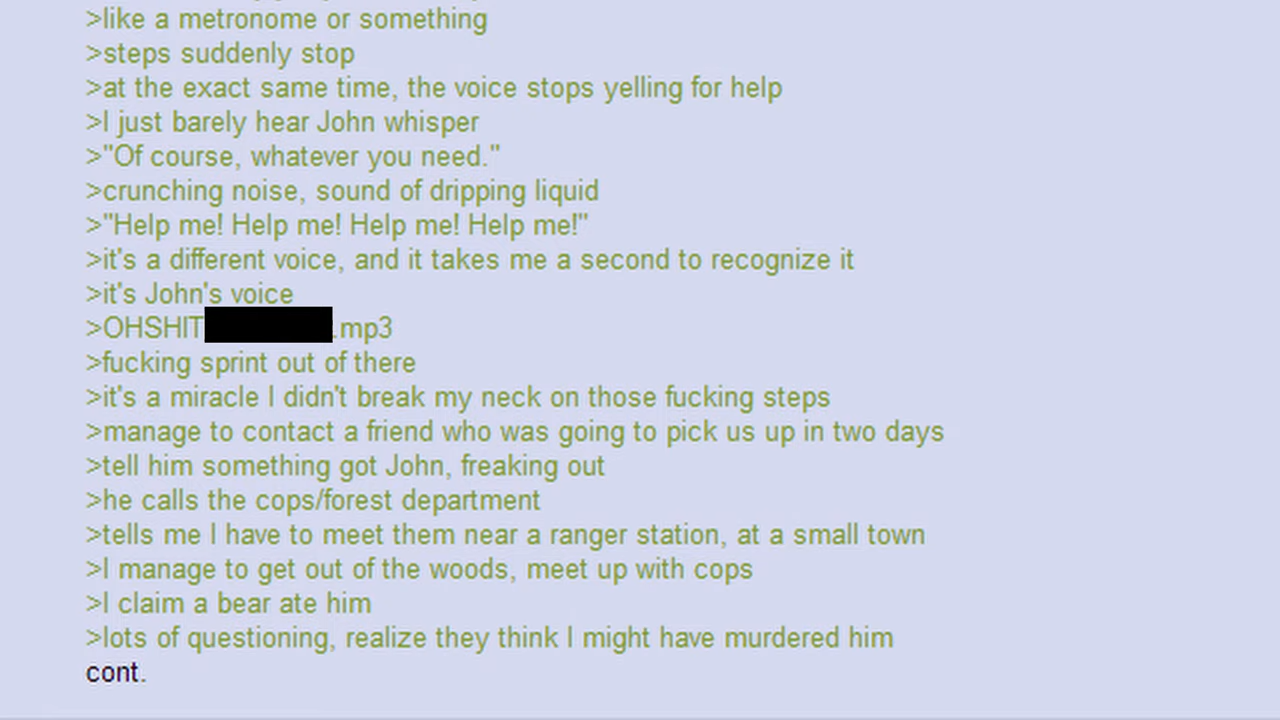 >like a metronome or something
>steps suddenly stop
>at the exact same time, the voice stops yelling for help
>I just barely hear John whisper
>"Of course, whatever you need."
>crunching noise, sound of dripping liquid
>"Help me! Help me! Help me! Help me!"
>it's a different voice, and it takes me a second to recognize it
>it's John's voice
>OHSHIT .mp3
>fucking sprint out of there
>it's a miracle I didn't break my neck on those fucking steps
>manage to contact a friend who was going to pick us up in two days
>tell him something got John, freaking out
>he calls the cops/forest department
>tells me I have to meet them near a ranger station, at a small town
>I manage to get out of the woods, meet up with cops
>I claim a bear ate him
>lots of questioning, realize they think I might have murdered him
cont.